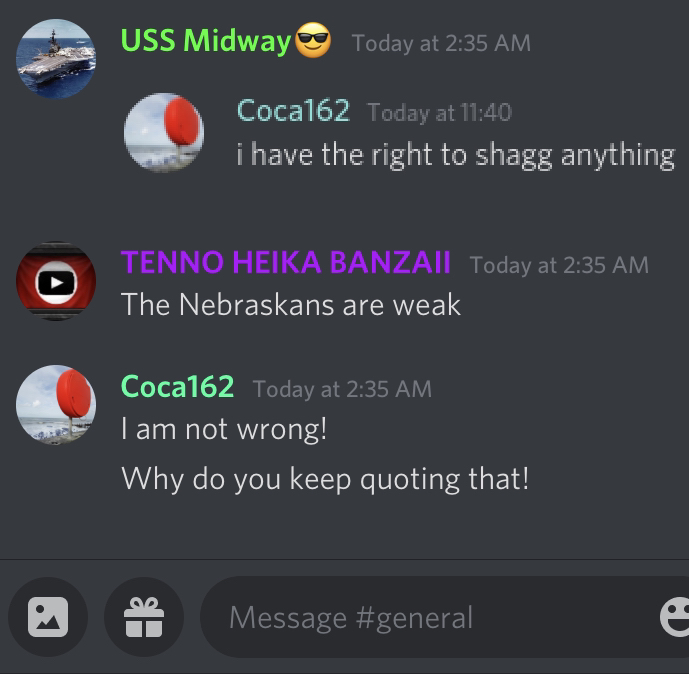 USS Midway😎 Today at 2:35 AM
Coca162 Today at 11:40
i have the right to shagg anything
TENNO HEIKA BANZAII Today at 2:35 AM
The Nebraskans are weak
Coca162 Today at 2:35 AM
I am not wrong!
Why do you keep quoting that!
Message #general